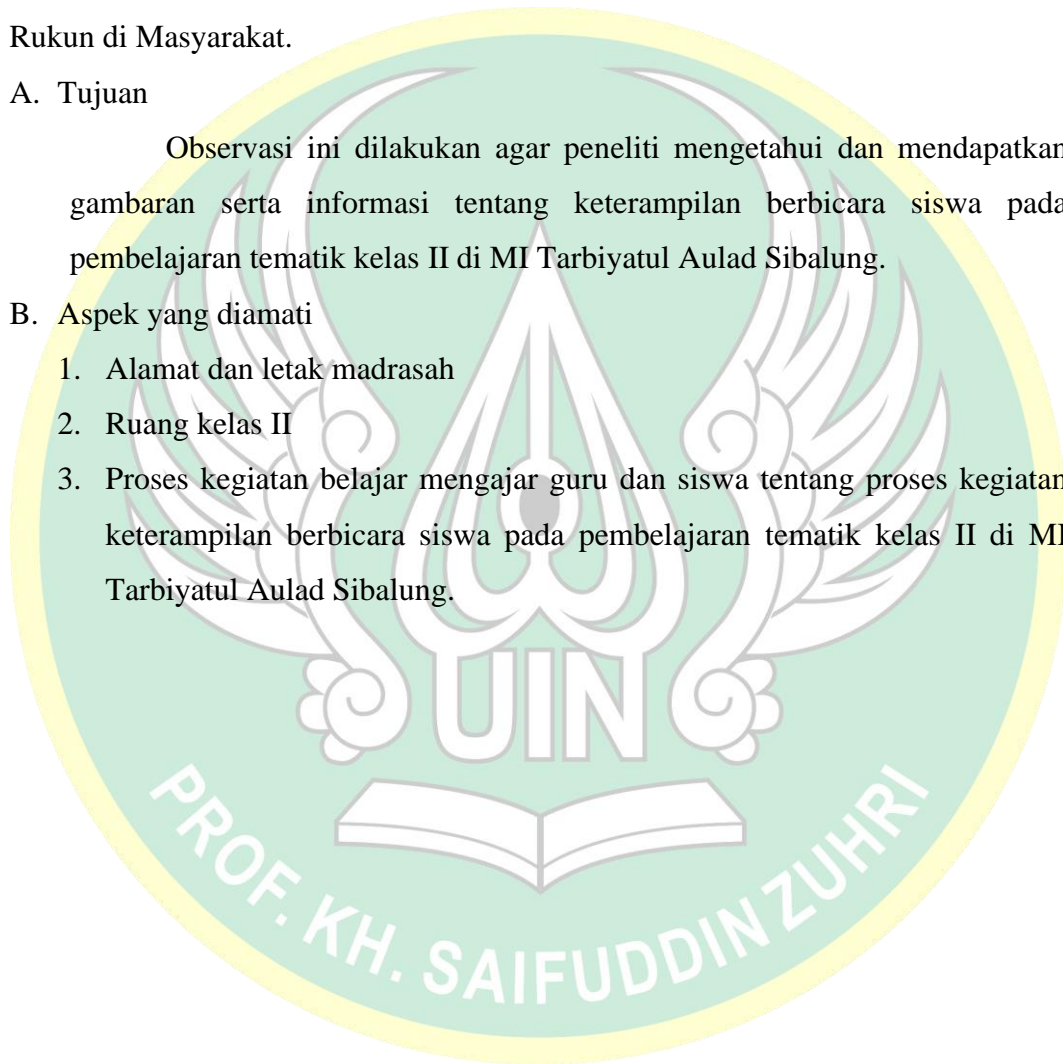 Rukun di Masyarakat.
A. Tujuan
Observasi ini dilakukan agar peneliti mengetahui dan mendapatkan
gambaran serta informasi tentang keterampilan berbicara siswa pada
pembelajaran tematik kelas II di MI Tarbiyatul Aulad Sibalung.
B. Aspek yang diamati
1. Alamat dan letak madrasah
2. Ruang kelas II
3. Proses kegiatan belajar mengajar guru dan siswa tentang proses kegiatan
keterampilan berbicara siswa pada pembelajaran tematik kelas II di MI
Tarbiyatul Aulad Sibalung.
UIN
PROF. KH. SAIFUDDIN ZUHRI